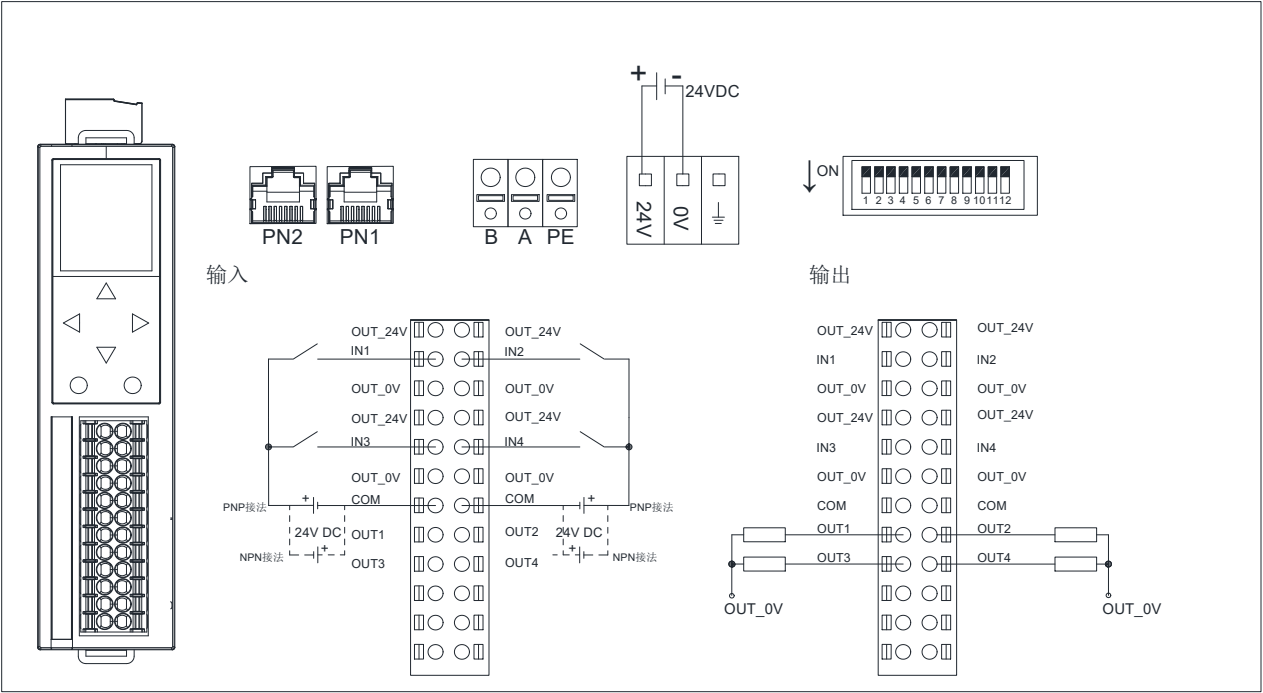 + -
24VDC
ON
1 2 3 4 5 6 7 8 9 10 11 12
24V
0V
PN2 PN1
B A PE
输入
输出
OUT_24V OUT_24V
IN1 IN2
OUT_0V OUT_0V
OUT_24V OUT_24V
IN3 IN4
OUT_0V OUT_0V
PNP接法 + COM COM + PNP接法
24V DC OUT1 OUT2 24V DC
NPN接法 + OUT3 OUT4 + NPN接法
OUT_24V OUT_24V
IN1 IN2
OUT_0V OUT_0V
OUT_24V OUT_24V
IN3 IN4
OUT_0V OUT_0V
COM COM
OUT1 OUT2
OUT3 OUT4
OUT_0V OUT_0V